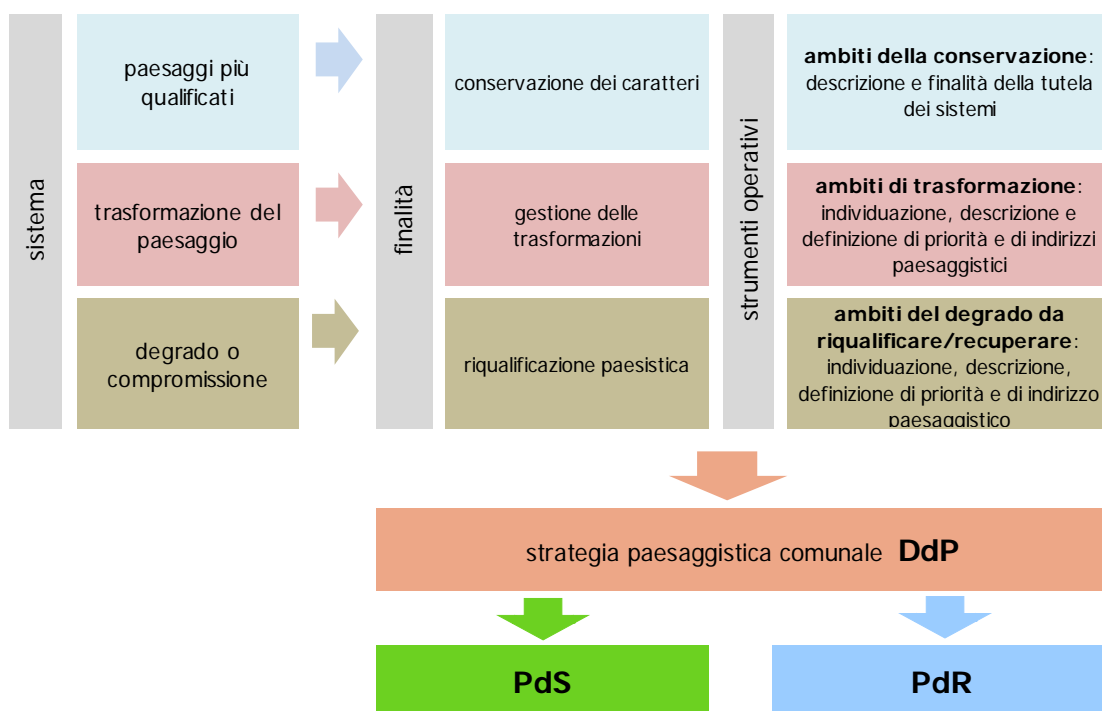 sistema
paesaggi più
qualificati
finalità
conservazione dei caratteri
strumenti operativi
ambiti della conservazione:
descrizione e finalità della tutela
dei sistemi
trasformazione del
paesaggio
gestione delle
trasformazioni
ambiti di trasformazione:
individuazione, descrizione e
definizione di priorità e di indirizzi
paesaggistici
degrado o
compromissione
riqualificazione paesistica
ambiti del degrado da
riqualificare/recuperare:
individuazione, descrizione,
definizione di priorità e di indirizzo
paesaggistico
strategia paesaggistica comunale DdP
PdS
PdR